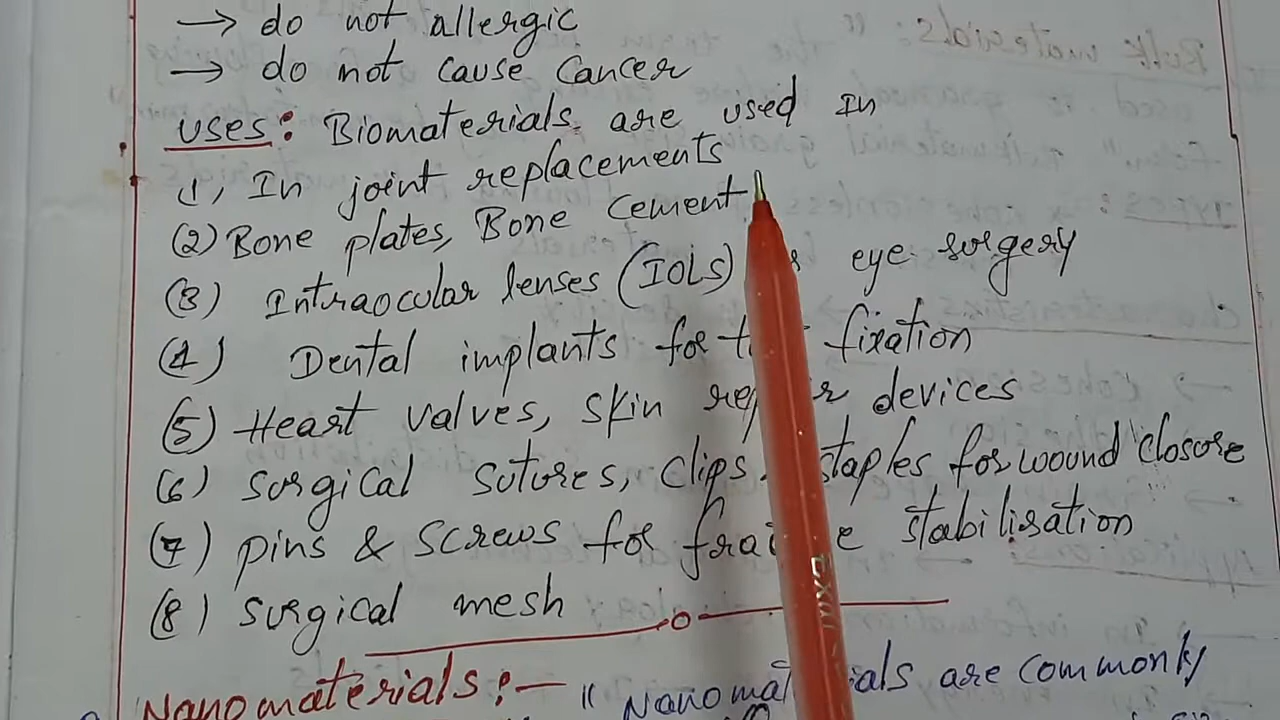 → do not allergic
→ do not cause cancer
uses: Biomaterials are used In
(1) In joint replacements
(2) Bone plates, Bone cement
(3) Intraocular lenses (IOLS) eye surgery
(4) Dental implants for fixation
(5) Heart valves, skin devices
(6) surgical sutures, clips, staples for wound closure
(7) pins & screws for stabilisation
(8) surgical mesh
Nanomaterials:— " Nanomaterials are commonly